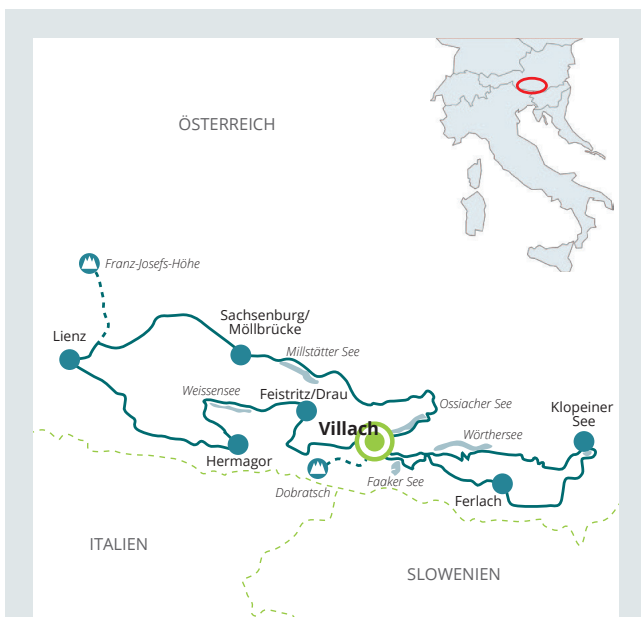 ÖSTERREICH
Franz-Josefs-Höhe
Sachsenburg/
Möllbrücke
Lienz
Millstätter See
Weissensee
Feistritz/Drau
Ossiacher See
Klopeiner
See
Villach
Wörthersee
Hermagor
Dobratsch
Faaker See
Ferlach
ITALIEN
SLOWENIEN